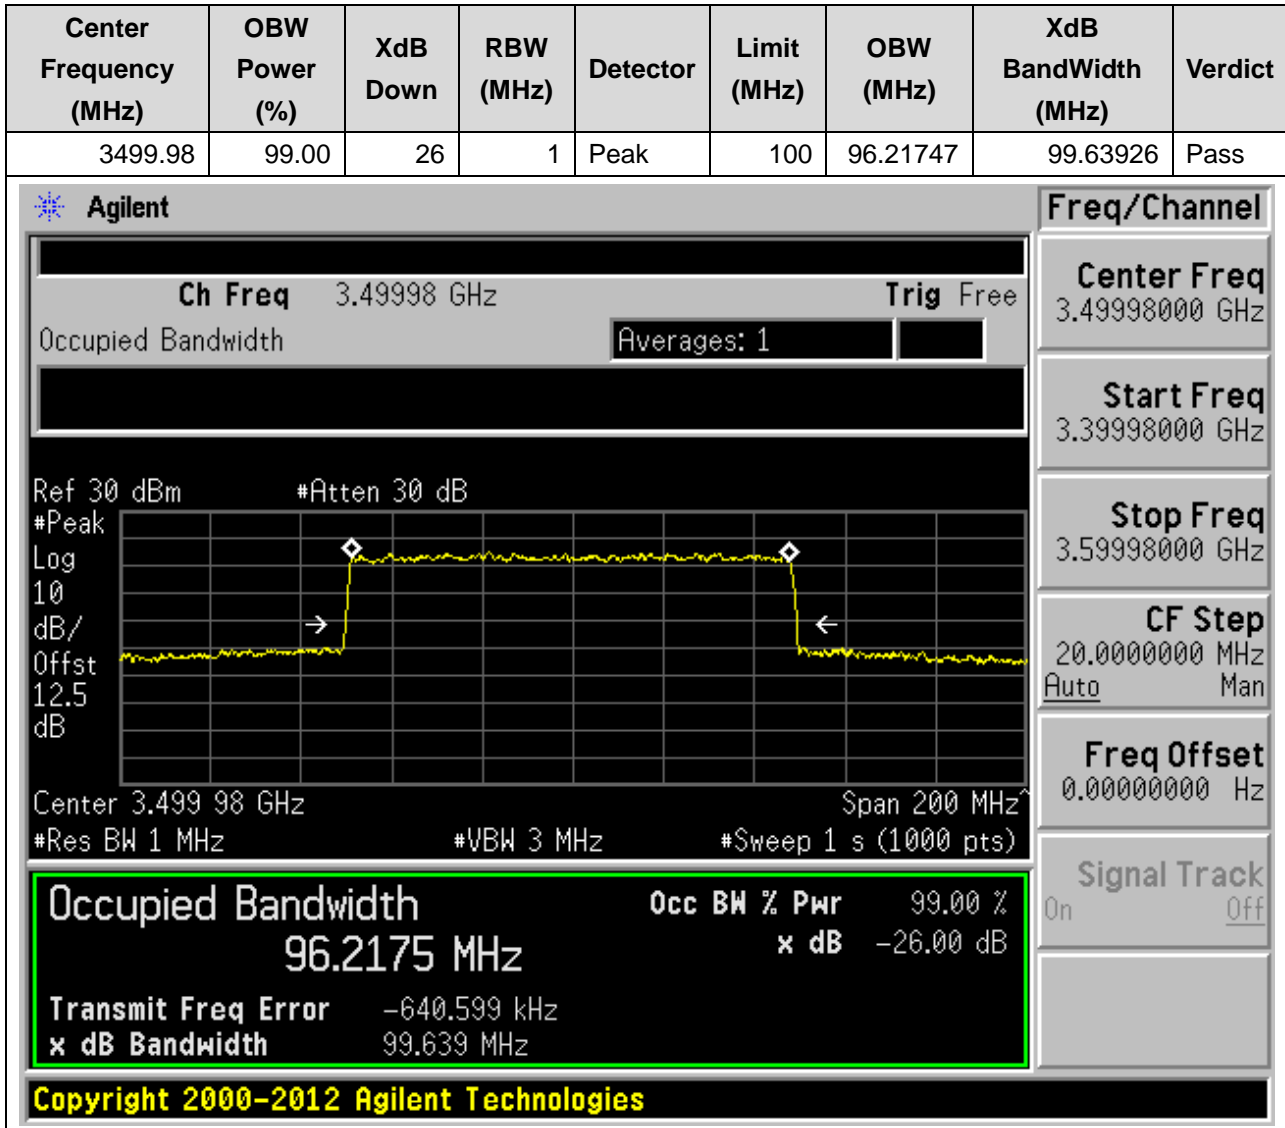 Center Frequency (MHz) OBW Power (%) XdB Down RBW (MHz) Detector Limit (MHz) OBW (MHz) XdB BandWidth (MHz) Verdict
3499.98 99.00 26 1 Peak 100 96.21747 99.63926 Pass
Agilent
Freq/Channel
Ch Freq 3.49998 GHz Trig Free
Occupied Bandwidth Averages: 1
Center Freq
3.49998000 GHz
Start Freq
3.39998000 GHz
Stop Freq
3.59998000 GHz
CF Step
20.0000000 MHz
Auto Man
Freq Offset
0.00000000 Hz
Signal Track
On Off
Ref 30 dBm #Atten 30 dB
#Peak
Log
10
dB/
Offst
12.5
dB
Center 3.499 98 GHz Span 200 MHz^
#Res BW 1 MHz #VBW 3 MHz #Sweep 1 s (1000 pts)
Occupied Bandwidth Occ BW % Pwr 99.00 %
96.2175 MHz x dB -26.00 dB
Transmit Freq Error -640.599 kHz
x dB Bandwidth 99.639 MHz
Copyright 2000-2012 Agilent Technologies